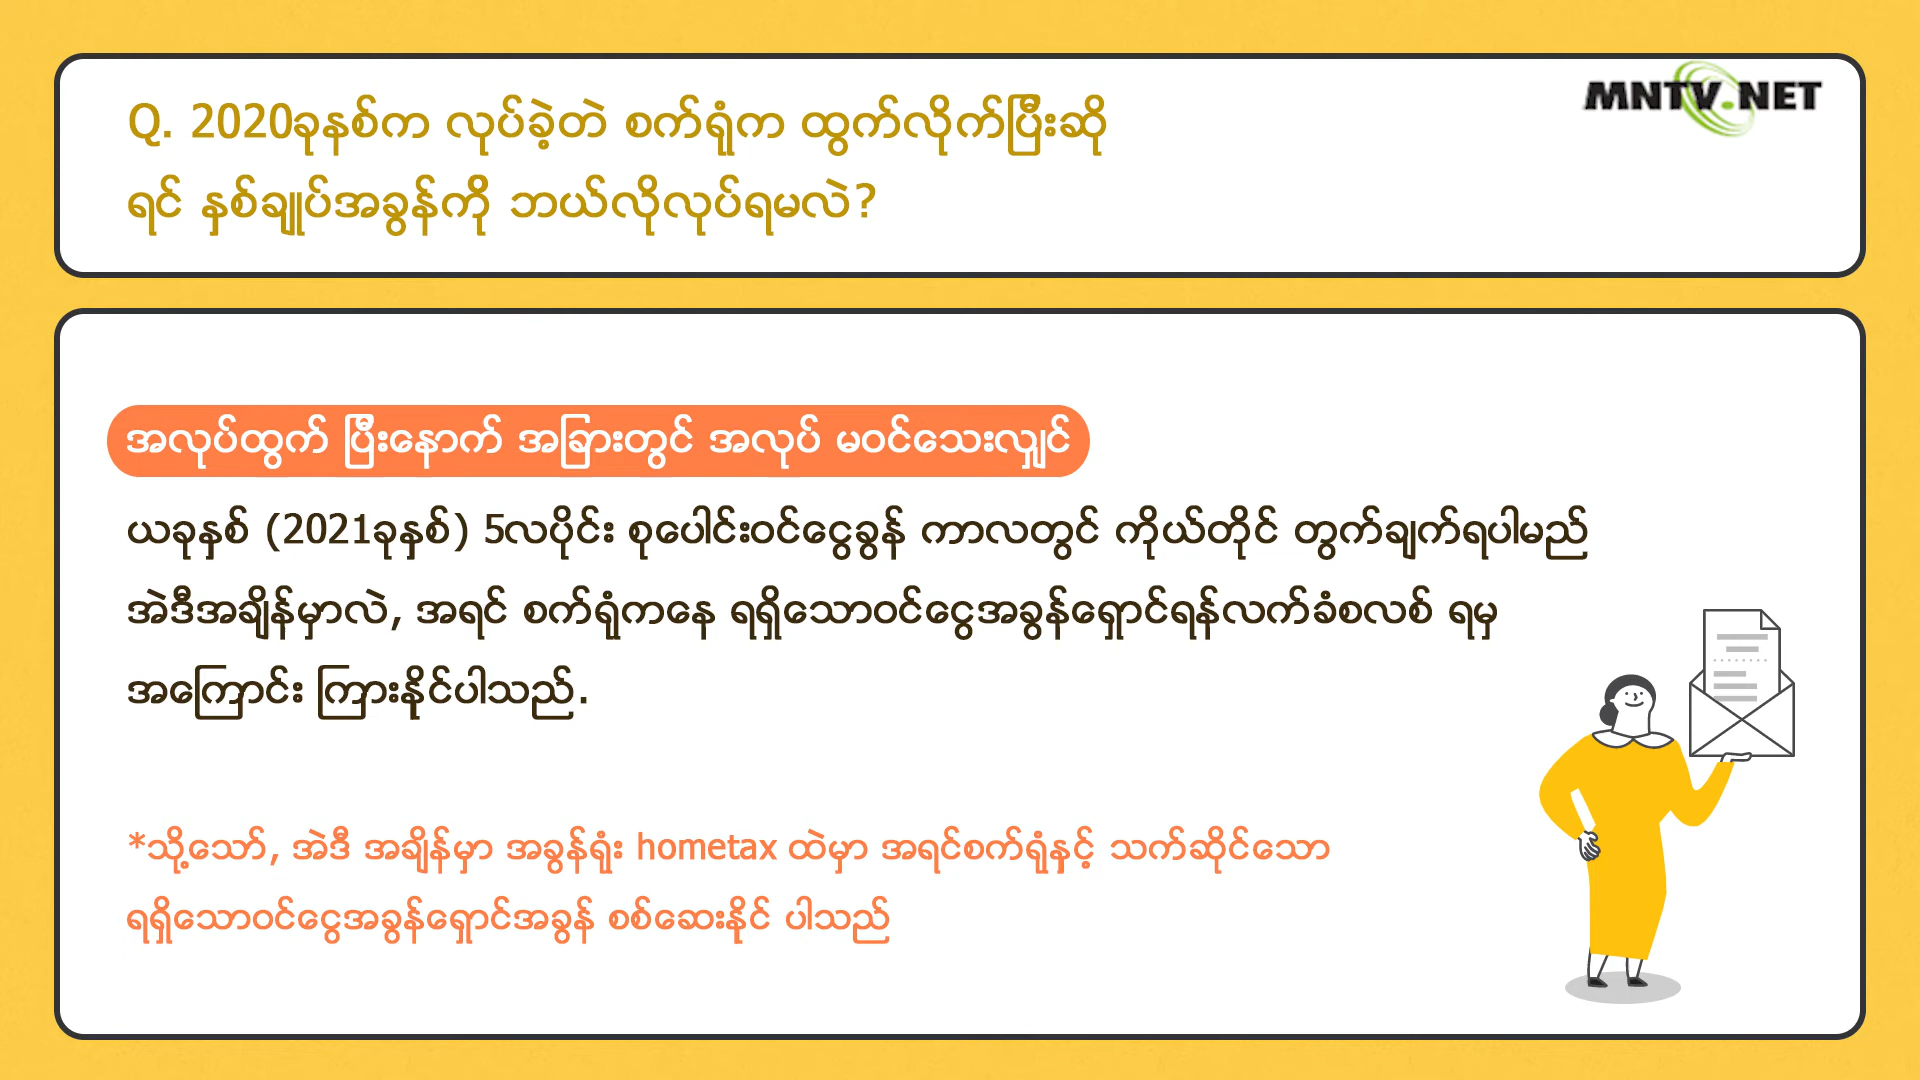 MNTV.NET
Q. 2020ခုနစ်က လုပ်ခဲ့တဲ စက်ရုံက ထွက်လိုက်ပြီးဆို
ရင် နှစ်ချုပ်အခွန်ကို ဘယ်လိုလုပ်ရမလဲ?
အလုပ်ထွက် ပြီးနောက် အခြားတွင် အလုပ် မဝင်သေးလျှင်
ယခုနှစ် (2021ခုနှစ်) 5လပိုင်း စုပေါင်းဝင်ငွေခွန် ကာလတွင် ကိုယ်တိုင် တွက်ချက်ရပါမည်
အဲဒီအချိန်မှာလဲ, အရင် စက်ရုံကနေ ရရှိသောဝင်ငွေအခွန်ရှောင်ရန်လက်ခံစလစ် ရမှ
အကြောင်း ကြားနိုင်ပါသည်.
*သို့သော်, အဲဒီ အချိန်မှာ အခွန်ရုံး hometax ထဲမှာ အရင်စက်ရုံနှင့် သက်ဆိုင်သော
ရရှိသောဝင်ငွေအခွန်ရှောင်အခွန် စစ်ဆေးနိုင် ပါသည်